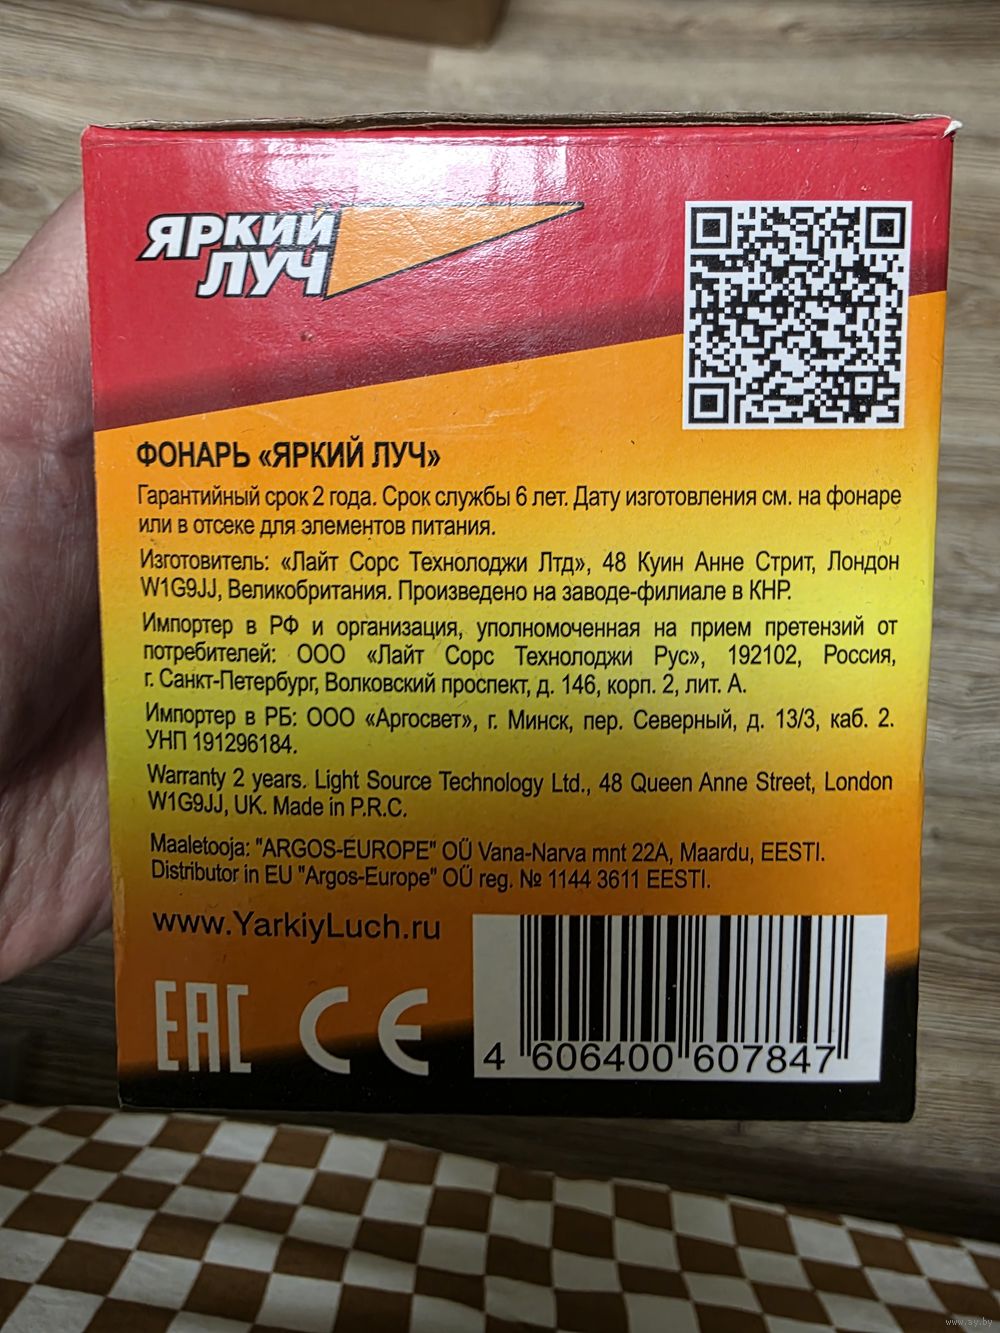 ЯРКИЙ
ЛУЧ
ФОНАРЬ «ЯРКИЙ ЛУЧ»
Гарантийный срок 2 года. Срок службы 6 лет. Дату изготовления см. на фонаре
или в отсеке для элементов питания.
Изготовитель: «Лайт Сорс Технолоджи Лтд», 48 Куин Анне Стрит, Лондон
W1G9JJ, Великобритания. Произведено на заводе-филиале в КНР.
Импортер в РФ и организация, уполномоченная на прием претензий от
потребителей: ООО «Лайт Сорс Технолоджи Рус», 192102, Россия,
г. Санкт-Петербург, Волковский проспект, д. 146, корп. 2, лит. А.
Импортер в РБ: ООО «Аргосвет», г. Минск, пер. Северный, д. 13/3, каб. 2.
УНП 191296184.
Warranty 2 years. Light Source Technology Ltd., 48 Queen Anne Street, London
W1G9JJ, UK. Made in P.R.C.
Maaletooja: "ARGOS-EUROPE" OÜ Vana-Narva mnt 22A, Maardu, EESTI.
Distributor in EU "Argos-Europe" OÜ reg. № 1144 3611 EESTI.
www.YarkiyLuch.ru
EAC CE
4 606400 607847
www.ay.by